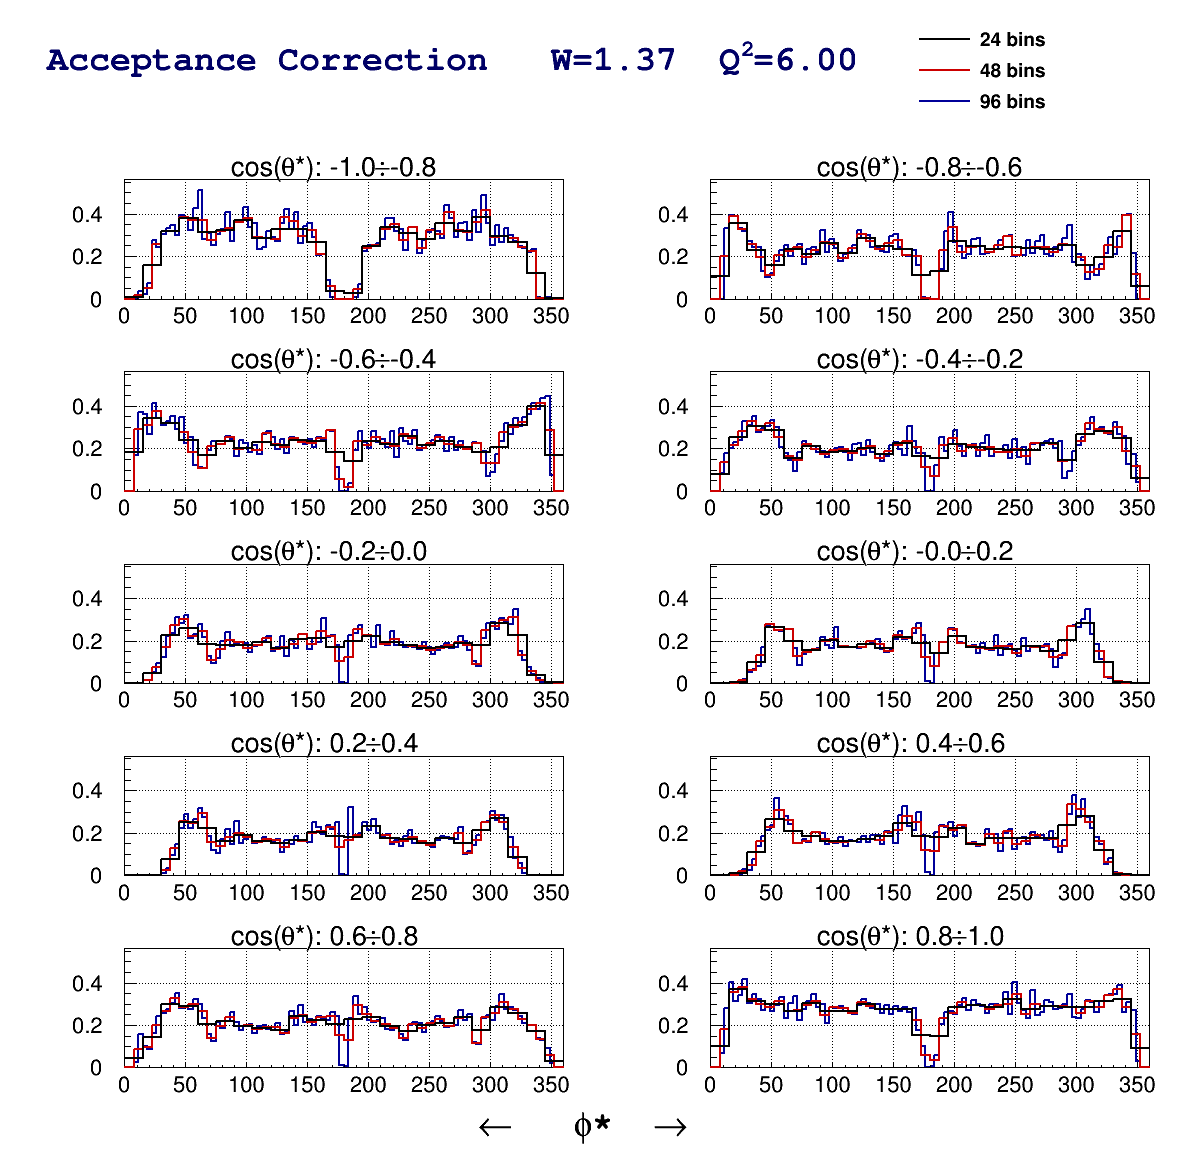 Acceptance Correction W=1.37 Q²=6.00
24 bins
48 bins
96 bins
cos(θ*): -1.0÷-0.8
0.4
0.2
0
0 50 100 150 200 250 300 350
cos(θ*): -0.8÷-0.6
0.4
0.2
0
0 50 100 150 200 250 300 350
cos(θ*): -0.6÷-0.4
0.4
0.2
0
0 50 100 150 200 250 300 350
cos(θ*): -0.4÷-0.2
0.4
0.2
0
0 50 100 150 200 250 300 350
cos(θ*): -0.2÷0.0
0.4
0.2
0
0 50 100 150 200 250 300 350
cos(θ*): -0.0÷0.2
0.4
0.2
0
0 50 100 150 200 250 300 350
cos(θ*): 0.2÷0.4
0.4
0.2
0
0 50 100 150 200 250 300 350
cos(θ*): 0.4÷0.6
0.4
0.2
0
0 50 100 150 200 250 300 350
cos(θ*): 0.6÷0.8
0.4
0.2
0
0 50 100 150 200 250 300 350
cos(θ*): 0.8÷1.0
0.4
0.2
0
0 50 100 150 200 250 300 350
← ϕ* →